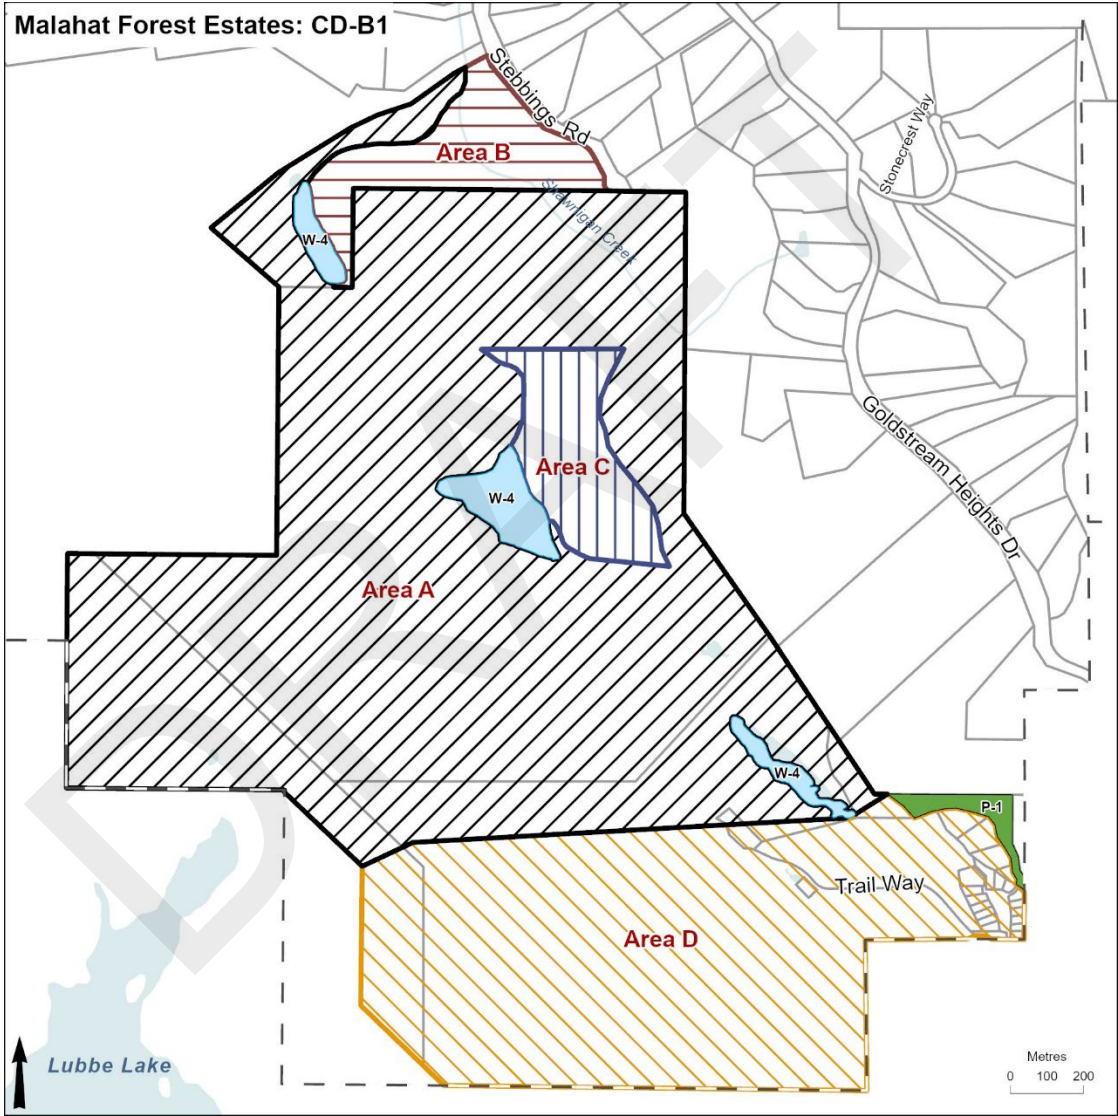 Malahat Forest Estates: CD-B1
Stebbings Rd
Stonecrest Way
Area B
Shawnigan Creek
W-4
Goldstream Heights Dr
Area C
W-4
Area A
W-4
P-1
Trail Way
Area D
Lubbe Lake
Metres
0 100 200
DRAFT